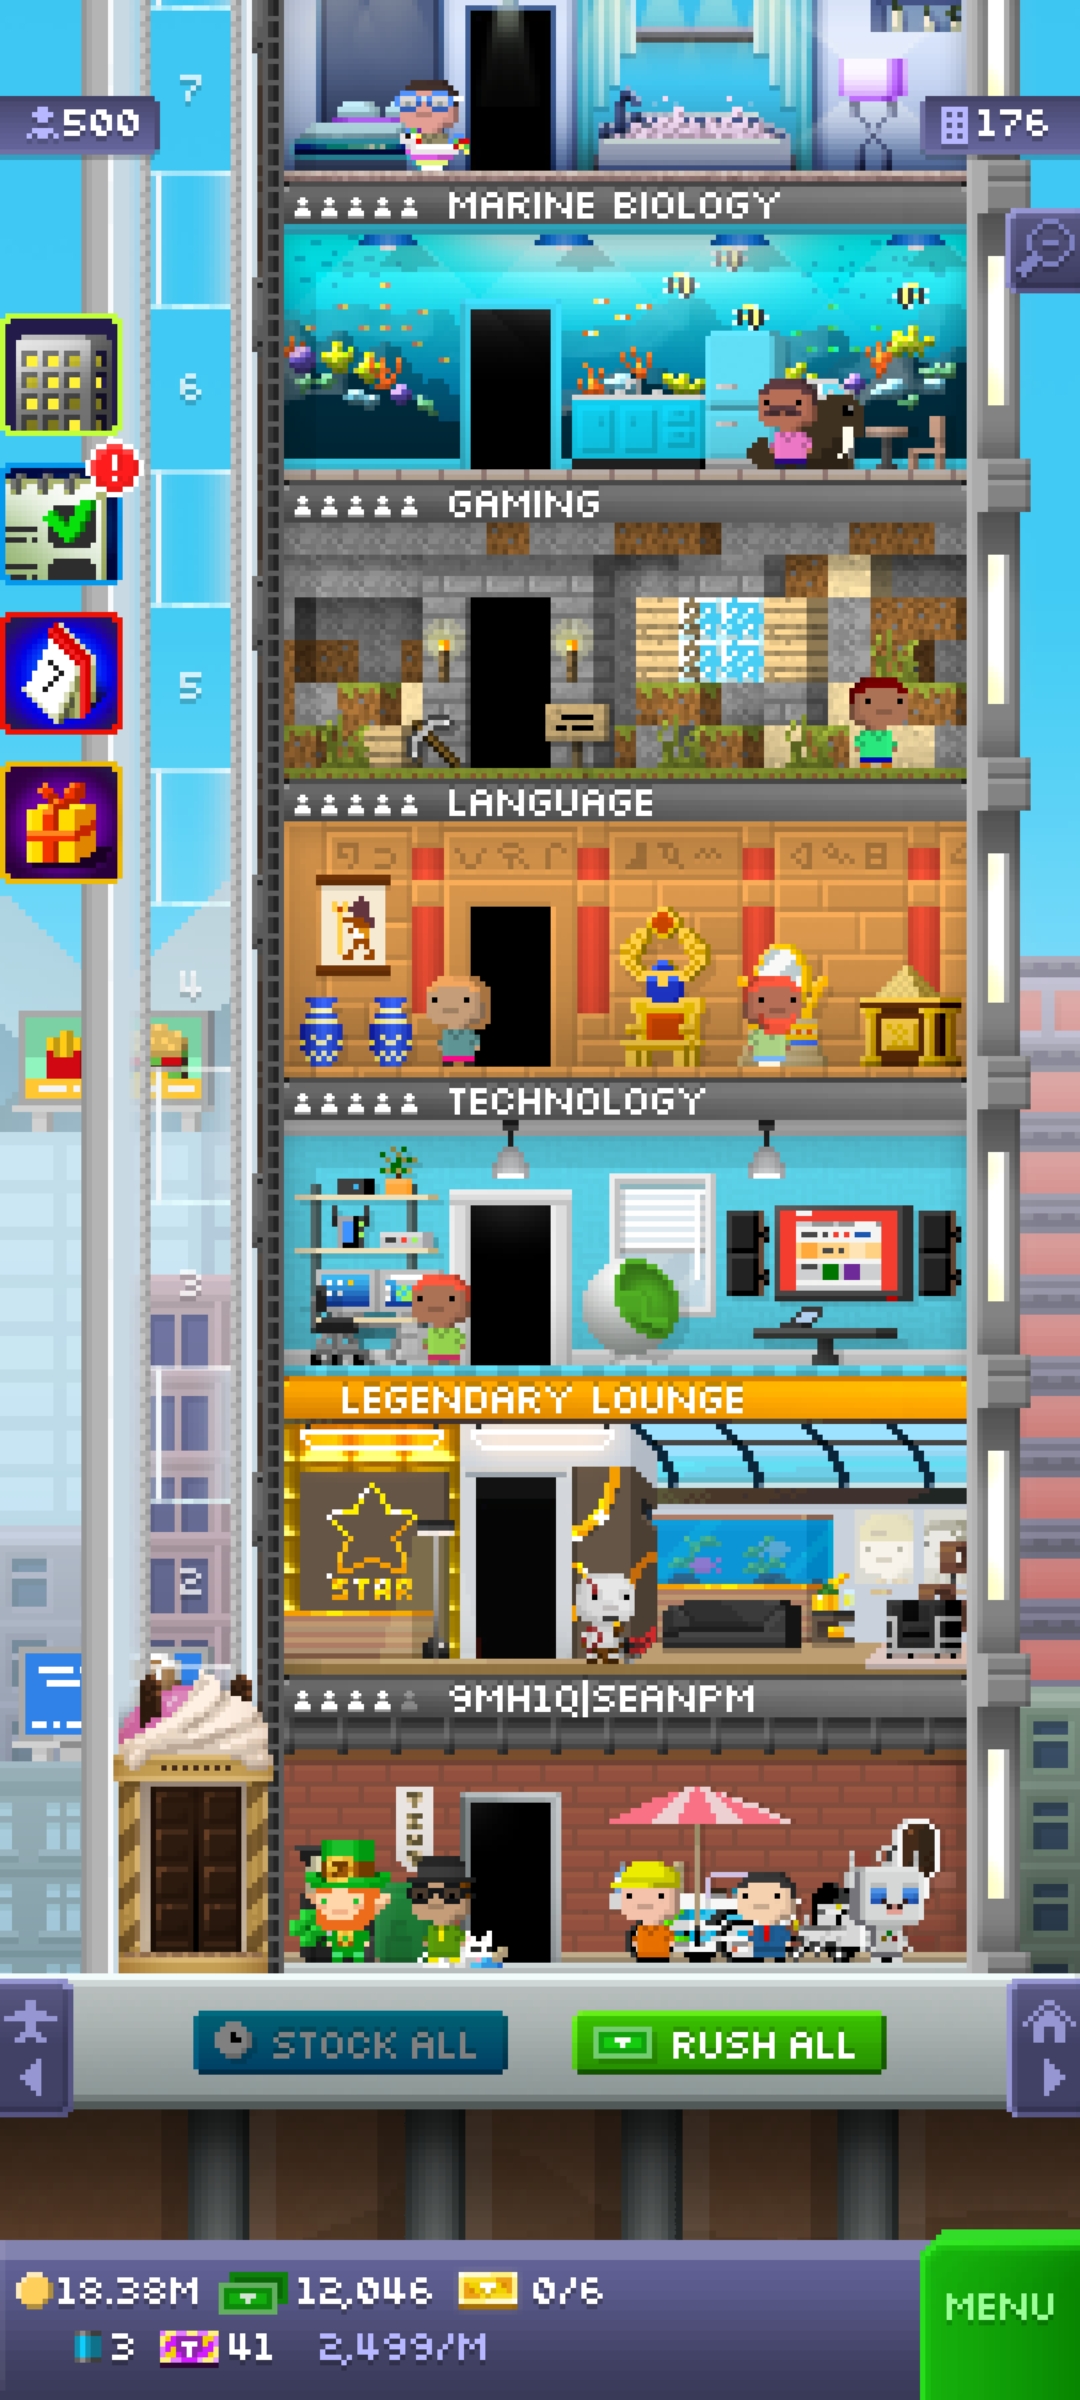 7
500
176
MARINE BIOLOGY
6
GAMING
5
LANGUAGE
4
TECHNOLOGY
3
LEGENDARY LOUNGE
STAR
2
9MH1Q|SEANPM
STOCK ALL
RUSH ALL
18.38M
12,046
0/6
MENU
3
41
2,499/M